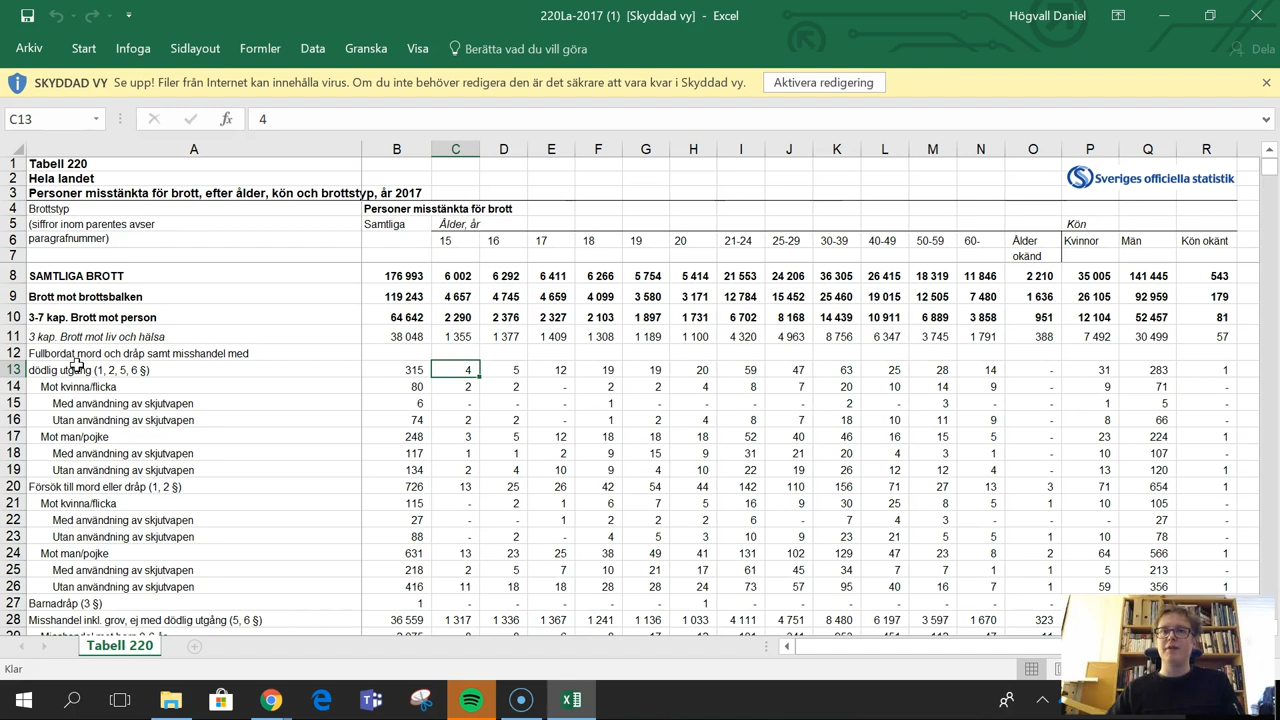 220La-2017 (1) [Skyddad vy] - Excel
Högvall Daniel
Arkiv Start Infoga Sidlayout Formler Data Granska Visa Berätta vad du vill göra Dela
SKYDDAD VY Se upp! Filer från Internet kan innehålla virus. Om du inte behöver redigera den är det säkrare att vara kvar i Skyddad vy. Aktivera redigering
C13 fx 4
A B C D E F G H I J K L M N O P Q R
1 Tabell 220
2 Hela landet Sveriges officiella statistik
3 Personer misstänkta för brott, efter ålder, kön och brottstyp, år 2017
4 Brottstyp Personer misstänkta för brott
5 (siffror inom parentes avser Samtliga Ålder, år Kön
6 paragrafnummer) 15 16 17 18 19 20 21-24 25-29 30-39 40-49 50-59 60- Ålder Kvinnor Män Kön okänt
7 okänd
8 SAMTLIGA BROTT 176 993 6 002 6 292 6 411 6 266 5 754 5 414 21 553 24 206 36 305 26 415 18 319 11 846 2 210 35 005 141 445 543
9 Brott mot brottsbalken 119 243 4 657 4 745 4 659 4 099 3 580 3 171 12 784 15 452 25 460 19 015 12 505 7 480 1 636 26 105 92 959 179
10 3-7 kap. Brott mot person 64 642 2 290 2 376 2 327 2 103 1 897 1 731 6 702 8 168 14 439 10 911 6 889 3 858 951 12 104 52 457 81
11 3 kap. Brott mot liv och hälsa 38 048 1 355 1 377 1 409 1 308 1 189 1 100 4 320 4 963 8 756 6 347 3 745 1 791 388 7 492 30 499 57
12 Fullbordat mord och dråp samt misshandel med
13 dödlig utgång (1, 2, 5, 6 §) 315 4 5 12 19 19 20 59 47 63 25 28 14 - 31 283 1
14 Mot kvinna/flicka 80 2 2 - 2 2 4 8 7 20 10 14 9 - 9 71 -
15 Med användning av skjutvapen 6 - - - 1 - - - - 2 - 3 - - 1 5 -
16 Utan användning av skjutvapen 74 2 2 - 1 2 4 8 7 18 10 11 9 - 8 66 -
17 Mot man/pojke 248 3 5 12 18 18 18 52 40 46 16 15 5 - 23 224 1
18 Med användning av skjutvapen 117 1 1 2 9 15 9 31 21 20 4 3 1 - 10 107 -
19 Utan användning av skjutvapen 134 2 4 10 9 4 10 22 19 26 12 12 4 - 13 120 1
20 Försök till mord eller dråp (1, 2 §) 726 13 25 26 42 54 44 142 110 156 71 27 13 3 71 654 1
21 Mot kvinna/flicka 115 - 2 1 6 7 5 16 9 30 25 8 5 1 10 105 -
22 Med användning av skjutvapen 27 - - 1 2 2 2 6 - 7 4 3 - - - 27 -
23 Utan användning av skjutvapen 88 - 2 - 4 5 3 10 9 23 21 5 5 1 10 78 -
24 Mot man/pojke 631 13 23 25 38 49 41 131 102 129 47 23 8 2 64 566 1
25 Med användning av skjutvapen 218 2 5 7 10 21 17 61 45 34 7 7 1 1 5 213 -
26 Utan användning av skjutvapen 416 11 18 18 28 28 24 73 57 95 40 16 7 1 59 356 1
27 Barnadråp (3 §) 1 - - - - - 1 - - - - - - -
28 Misshandel inkl. grov, ej med dödlig utgång (5, 6 §) 36 559 1 317 1 336 1 367 1 241 1 136 1 033 4 111 4 751 8 480 6 197 3 597 1 670 323
Tabell 220
Klar